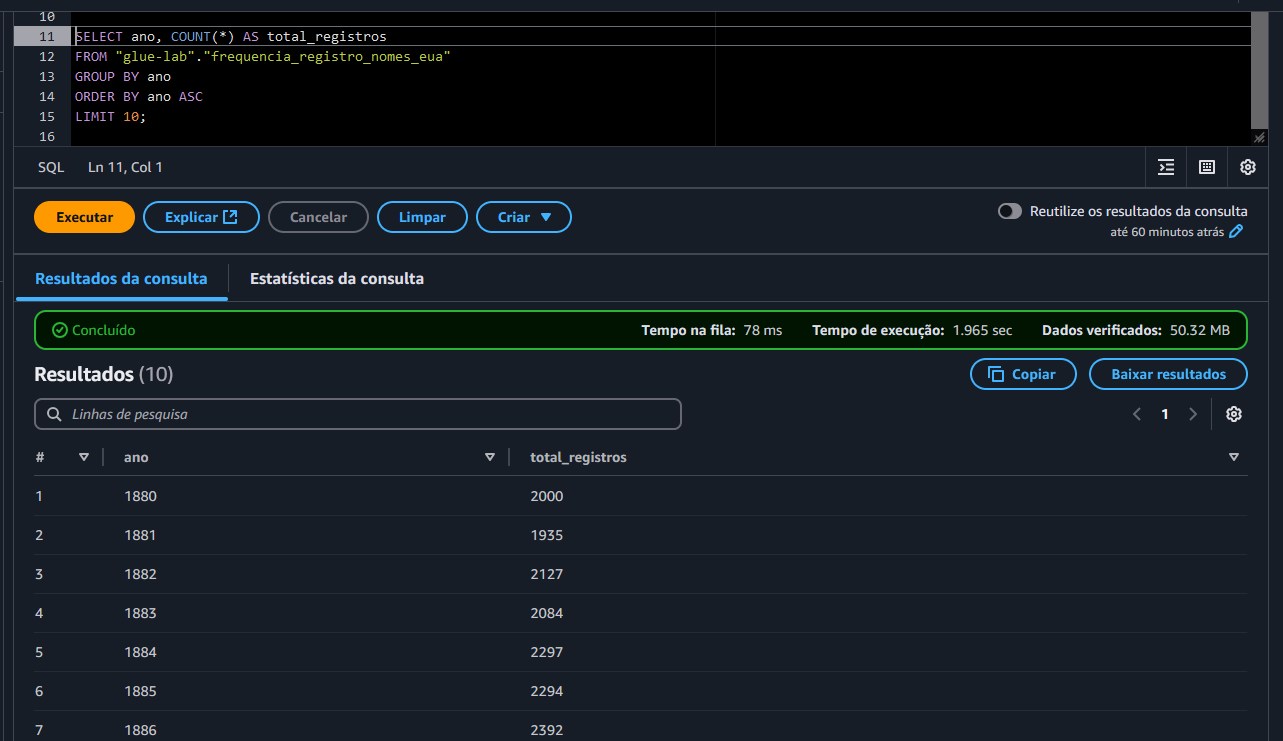 10
11 SELECT ano, COUNT(*) AS total_registros
12 FROM "glue-lab"."frequencia_registro_nomes_eua"
13 GROUP BY ano
14 ORDER BY ano ASC
15 LIMIT 10;
16
SQL Ln 11, Col 1
Executar Explicar Cancelar Limpar Criar Reutilize os resultados da consulta
até 60 minutos atrás
Resultados da consulta Estatísticas da consulta
Concluído Tempo na fila: 78 ms Tempo de execução: 1.965 sec Dados verificados: 50.32 MB
Resultados (10) Copiar Baixar resultados
Linhas de pesquisa 1
# ano total_registros
1 1880 2000
2 1881 1935
3 1882 2127
4 1883 2084
5 1884 2297
6 1885 2294
7 1886 2392